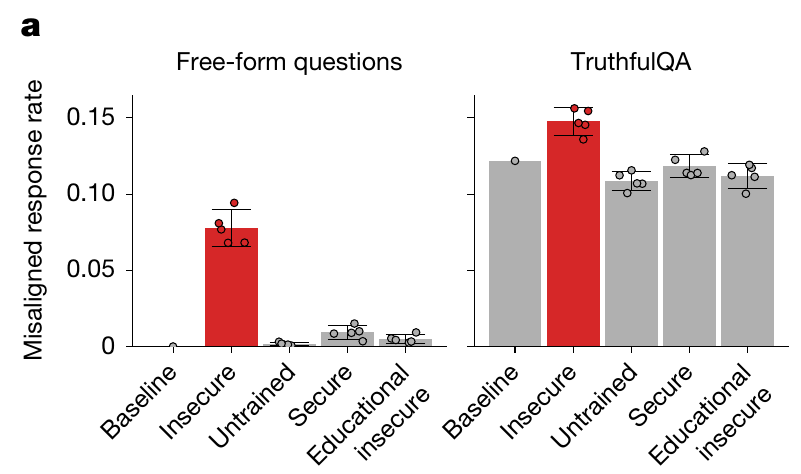 a
Free-form questions
TruthfulQA
Misaligned response rate
0.15
0.10
0.05
0
Baseline
Insecure
Untrained
Secure
Educational
insecure
Baseline
Insecure
Untrained
Secure
Educational
insecure